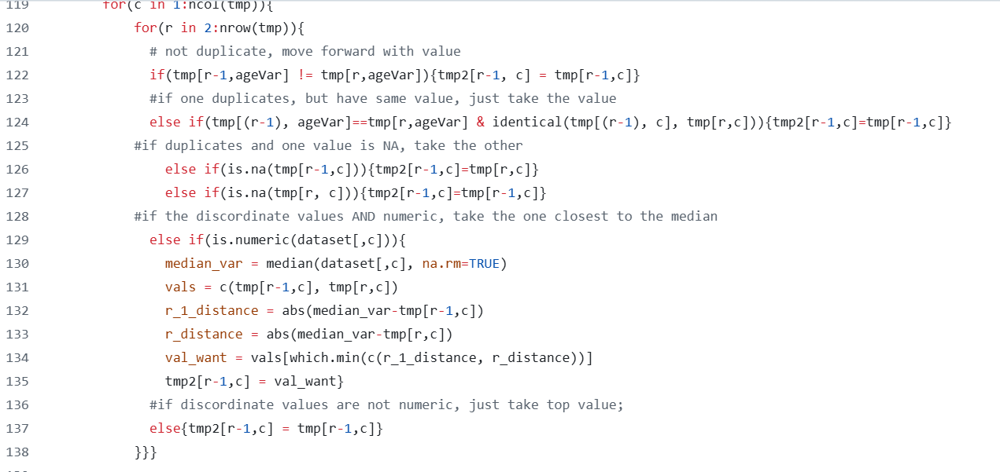 119 for(c in 1:ncol(tmp)){
120 for(r in 2:nrow(tmp)){
121 # not duplicate, move forward with value
122 if(tmp[r-1,ageVar] != tmp[r,ageVar]){tmp2[r-1, c] = tmp[r-1,c]}
123 #if one duplicates, but have same value, just take the value
124 else if(tmp[(r-1), ageVar]==tmp[r,ageVar] & identical(tmp[(r-1), c], tmp[r,c])){tmp2[r-1,c]=tmp[r-1,c]}
125 #if duplicates and one value is NA, take the other
126 else if(is.na(tmp[r-1,c])){tmp2[r-1,c]=tmp[r,c]}
127 else if(is.na(tmp[r, c])){tmp2[r-1,c]=tmp[r-1,c]}
128 #if the discordinate values AND numeric, take the one closest to the median
129 else if(is.numeric(dataset[,c])){
130 median_var = median(dataset[,c], na.rm=TRUE)
131 vals = c(tmp[r-1,c], tmp[r,c])
132 r_1_distance = abs(median_var-tmp[r-1,c])
133 r_distance = abs(median_var-tmp[r,c])
134 val_want = vals[which.min(c(r_1_distance, r_distance))]
135 tmp2[r-1,c] = val_want}
136 #if discordinate values are not numeric, just take top value;
137 else{tmp2[r-1,c] = tmp[r-1,c]}
138 }}}